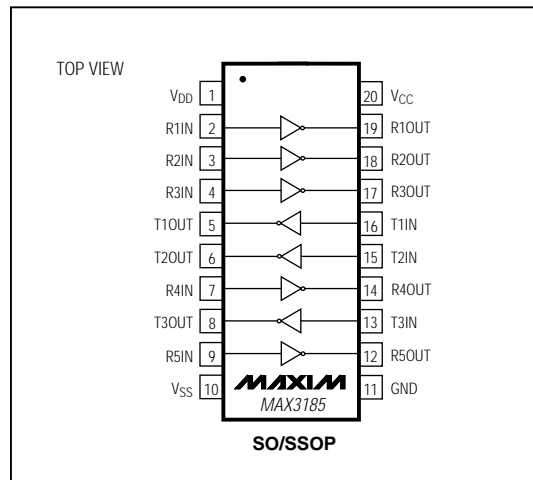 TOP VIEW
VDD 1 20 VCC
R1IN 2 19 R1OUT
R2IN 3 18 R2OUT
R3IN 4 17 R3OUT
T1OUT 5 16 T1IN
T2OUT 6 15 T2IN
R4IN 7 14 R4OUT
T3OUT 8 13 T3IN
R5IN 9 12 R5OUT
VSS 10 MAXIM 11 GND
MAX3185
SO/SSOP